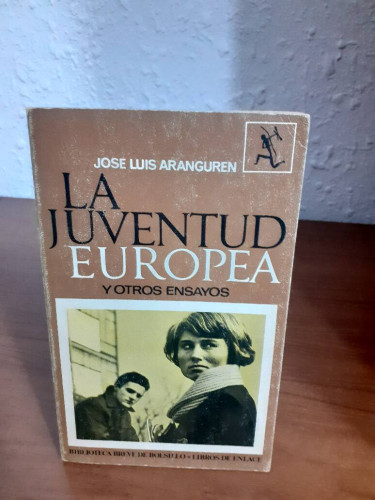 JOSE LUIS ARANGUREN
LA
JUVENTUD
EUROPEA
Y OTROS ENSAYOS
BIBLIOTECA BREVE DE BOLSILLO • LIBROS DE ENLACE